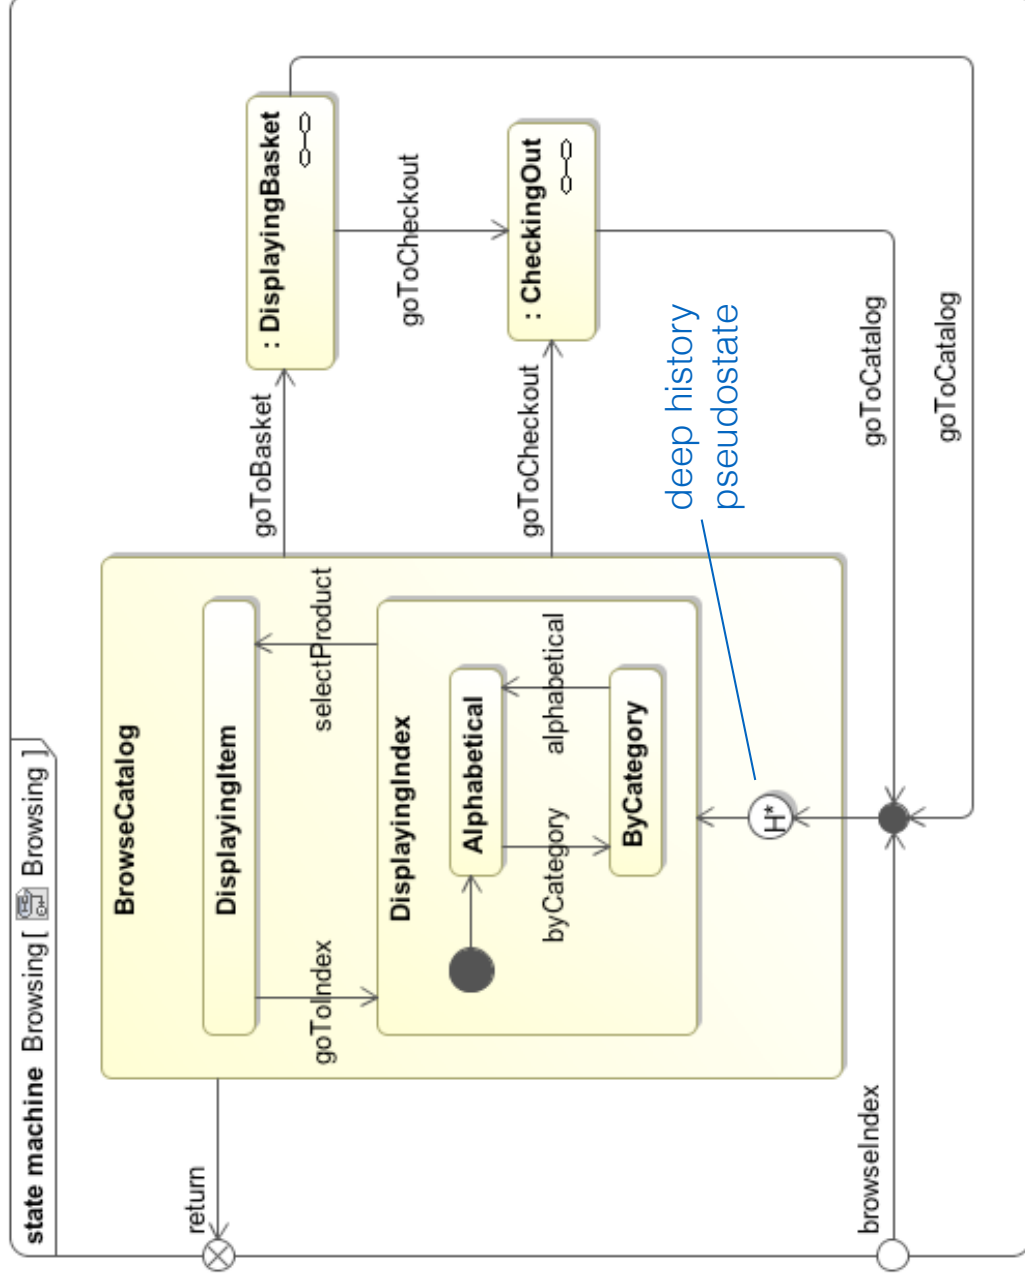 state machine Browsing[ Browsing ]
BrowseCatalog
return
DisplayingItem
goToIndex
selectProduct
DisplayingIndex
Alphabetical
byCategory
alphabetical
ByCategory
H*
goToBasket
: DisplayingBasket
goToCheckout
goToCheckout
: CheckingOut
deep history
pseudostate
browseIndex
goToCatalog
goToCatalog